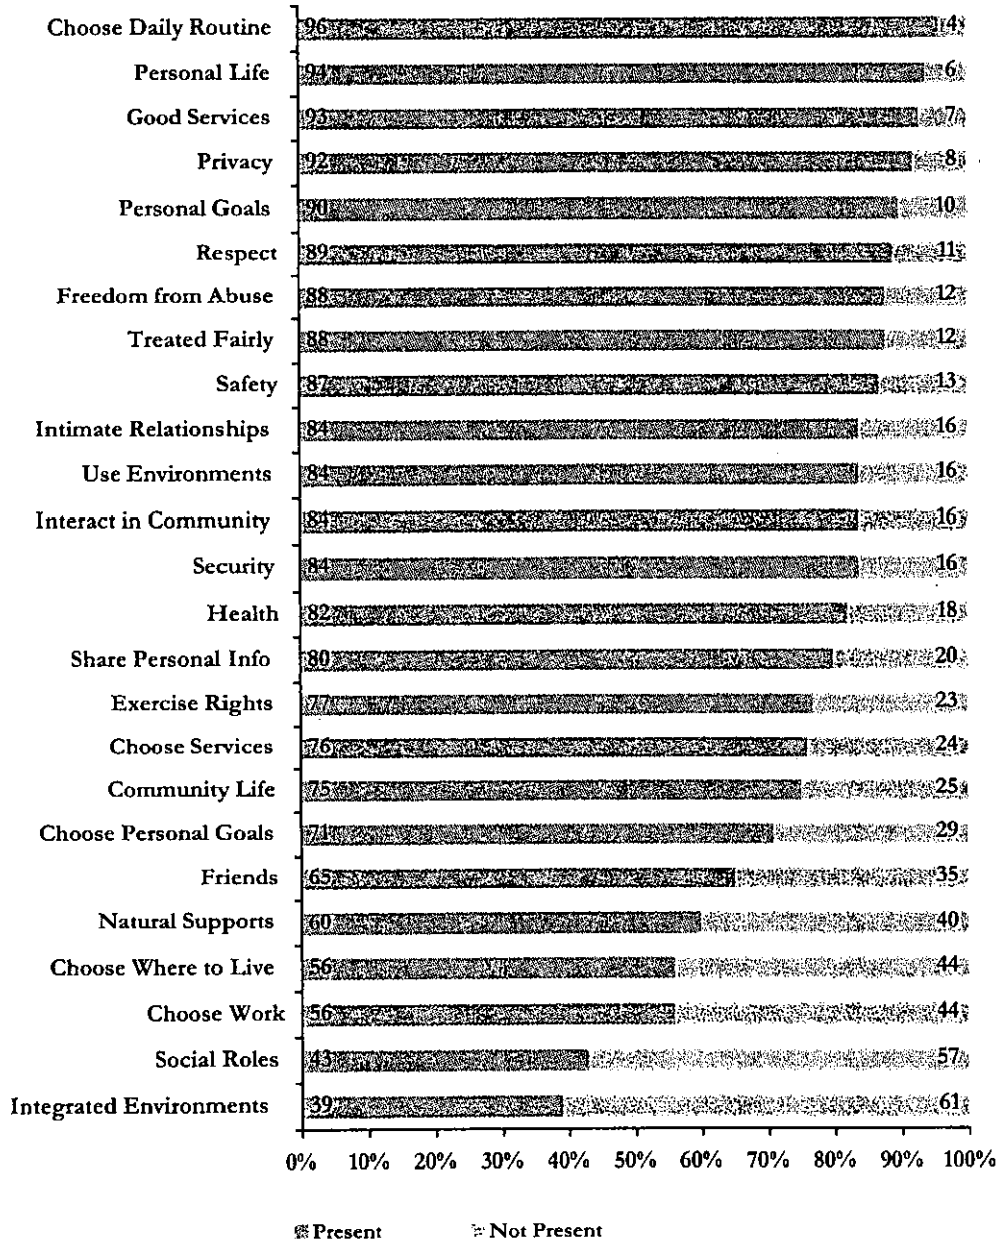 Choose Daily Routine 96 4
Personal Life 94 6
Good Services 93 7
Privacy 92 8
Personal Goals 90 10
Respect 89 11
Freedom from Abuse 88 12
Treated Fairly 88 12
Safety 87 13
Intimate Relationships 84 16
Use Environments 84 16
Interact in Community 84 16
Security 84 16
Health 82 18
Share Personal Info 80 20
Exercise Rights 77 23
Choose Services 76 24
Community Life 75 25
Choose Personal Goals 71 29
Friends 65 35
Natural Supports 60 40
Choose Where to Live 56 44
Choose Work 56 44
Social Roles 43 57
Integrated Environments 39 61
0% 10% 20% 30% 40% 50% 60% 70% 80% 90% 100%
Present Not Present